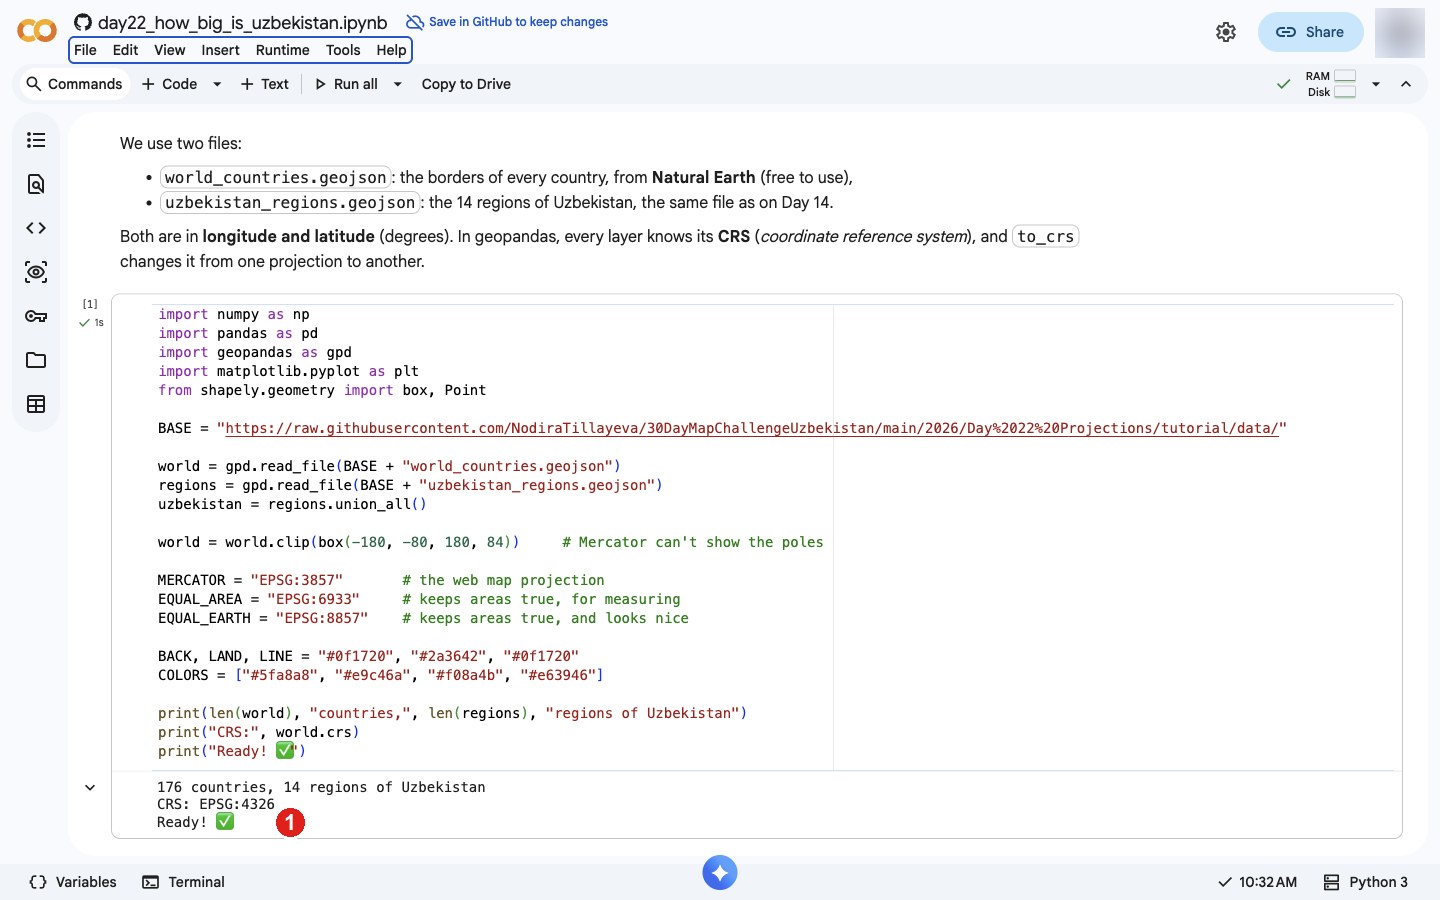 day22_how_big_is_uzbekistan.ipynb
Save in GitHub to keep changes
File Edit View Insert Runtime Tools Help
Share
Commands + Code + Text Run all Copy to Drive
RAM
Disk
We use two files:
• world_countries.geojson: the borders of every country, from Natural Earth (free to use),
• uzbekistan_regions.geojson: the 14 regions of Uzbekistan, the same file as on Day 14.
Both are in longitude and latitude (degrees). In geopandas, every layer knows its CRS (coordinate reference system), and to_crs
changes it from one projection to another.
[1]
1s
import numpy as np
import pandas as pd
import geopandas as gpd
import matplotlib.pyplot as plt
from shapely.geometry import box, Point
BASE = "https://raw.githubusercontent.com/NodiraTillayeva/30DayMapChallengeUzbekistan/main/2026/Day%2022%20Projections/tutorial/data/"
world = gpd.read_file(BASE + "world_countries.geojson")
regions = gpd.read_file(BASE + "uzbekistan_regions.geojson")
uzbekistan = regions.union_all()
world = world.clip(box(-180, -80, 180, 84))     # Mercator can't show the poles
MERCATOR = "EPSG:3857"       # the web map projection
EQUAL_AREA = "EPSG:6933"     # keeps areas true, for measuring
EQUAL_EARTH = "EPSG:8857"    # keeps areas true, and looks nice
BACK, LAND, LINE = "#0f1720", "#2a3642", "#0f1720"
COLORS = ["#5fa8a8", "#e9c46a", "#f08a4b", "#e63946"]
print(len(world), "countries,", len(regions), "regions of Uzbekistan")
print("CRS:", world.crs)
print("Ready! ✅")
176 countries, 14 regions of Uzbekistan
CRS: EPSG:4326
Ready! ✅
1
Variables Terminal
10:32 AM Python 3